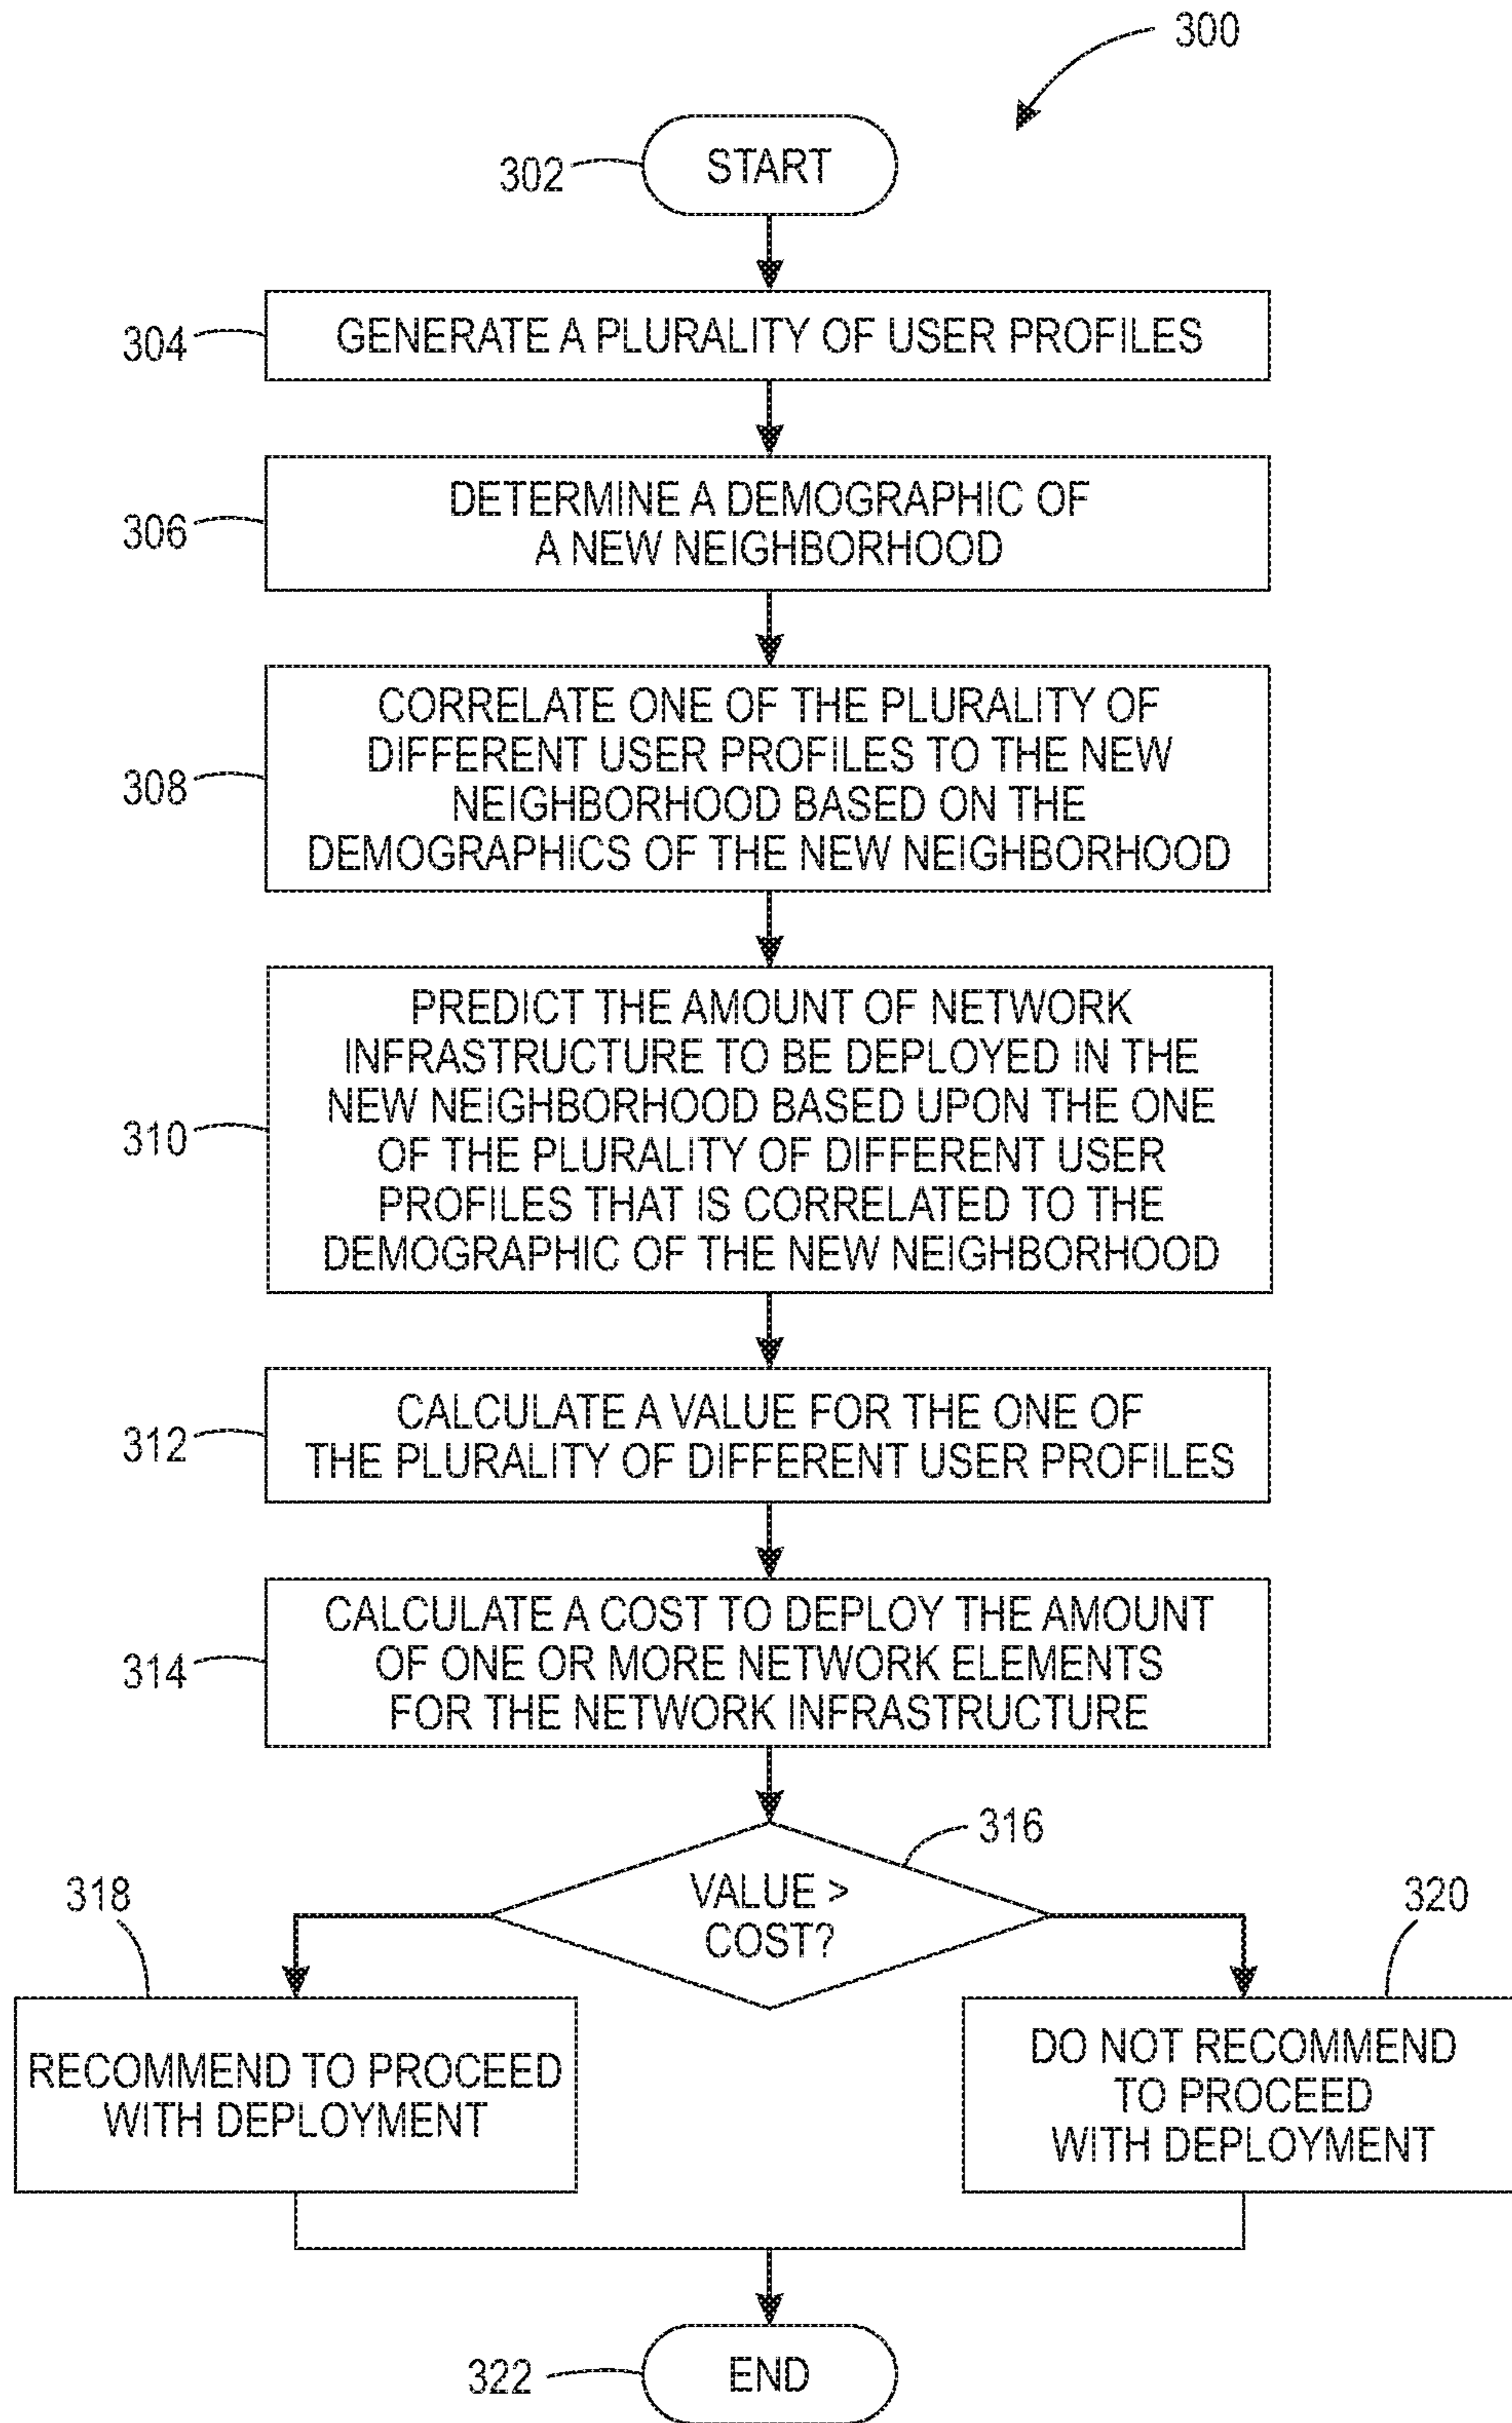 300
302
START
304
GENERATE A PLURALITY OF USER PROFILES
306
DETERMINE A DEMOGRAPHIC OF
A NEW NEIGHBORHOOD
308
CORRELATE ONE OF THE PLURALITY OF
DIFFERENT USER PROFILES TO THE NEW
NEIGHBORHOOD BASED ON THE
DEMOGRAPHICS OF THE NEW NEIGHBORHOOD
310
PREDICT THE AMOUNT OF NETWORK
INFRASTRUCTURE TO BE DEPLOYED IN THE
NEW NEIGHBORHOOD BASED UPON THE ONE
OF THE PLURALITY OF DIFFERENT USER
PROFILES THAT IS CORRELATED TO THE
DEMOGRAPHIC OF THE NEW NEIGHBORHOOD
312
CALCULATE A VALUE FOR THE ONE OF
THE PLURALITY OF DIFFERENT USER PROFILES
314
CALCULATE A COST TO DEPLOY THE AMOUNT
OF ONE OR MORE NETWORK ELEMENTS
FOR THE NETWORK INFRASTRUCTURE
316
VALUE >
COST?
318
RECOMMEND TO PROCEED
WITH DEPLOYMENT
320
DO NOT RECOMMEND
TO PROCEED
WITH DEPLOYMENT
322
END